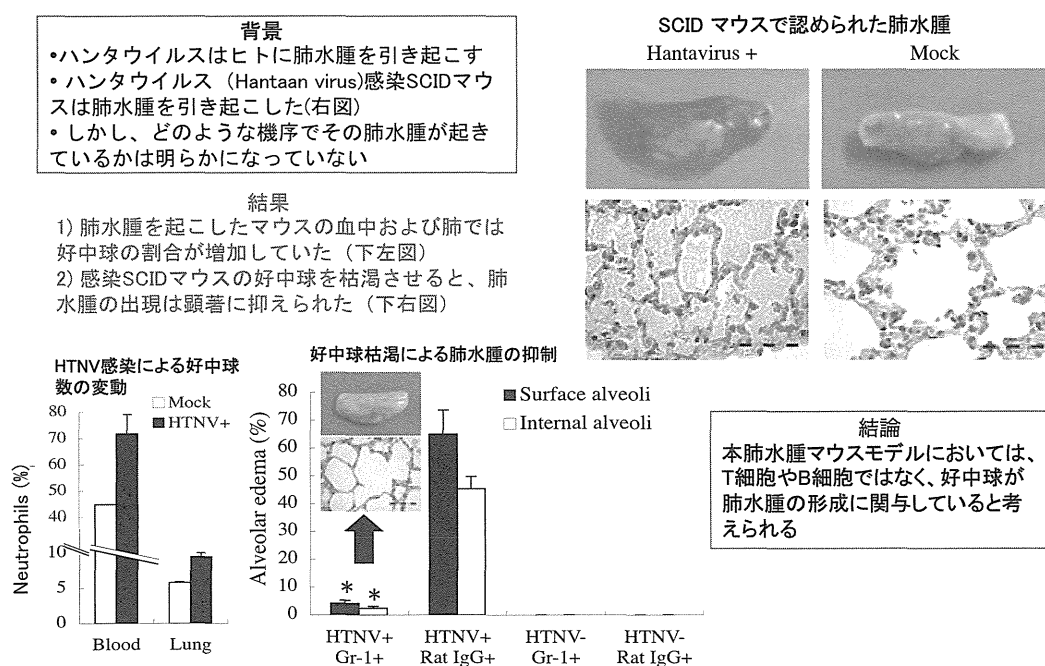 背景
•ハンタウイルスはヒトに肺水腫を引き起こす
• ハンタウイルス (Hantaan virus)感染SCIDマウ
スは肺水腫を引き起こした(右図)
• しかし、どのような機序でその肺水腫が起き
ているかは明らかになっていない
SCID マウスで認められた肺水腫
Hantavirus +
Mock
結果
1) 肺水腫を起こしたマウスの血中および肺では
好中球の割合が増加していた (下左図)
2) 感染SCIDマウスの好中球を枯渇させると、肺
水腫の出現は顕著に抑えられた (下右図)
HTNV感染による好中球
数の変動
Mock
HTNV+
Neutrophils (%)
80
70
60
50
40
10
5
0
Blood
Lung
好中球枯渇による肺水腫の抑制
Surface alveoli
Internal alveoli
Alveolar edema (%)
80
70
60
50
40
30
20
10
0
* *
HTNV+
Gr-1+
HTNV+
Rat IgG+
HTNV-
Gr-1+
HTNV-
Rat IgG+
結論
本肺水腫マウスモデルにおいては、
T細胞やB細胞ではなく、好中球が
肺水腫の形成に関与していると考
えられる